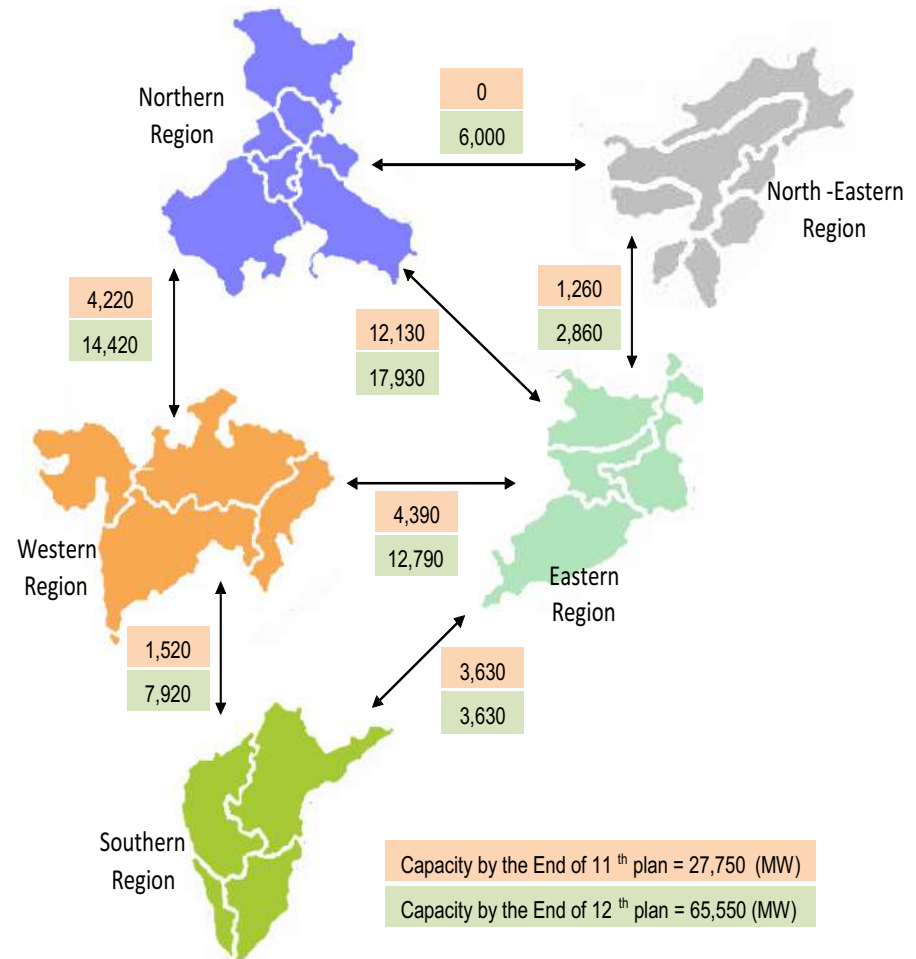 0
6,000
Northern
Region
North -Eastern
Region
4,220
14,420
12,130
17,930
1,260
2,860
4,390
12,790
Western
Region
Eastern
Region
1,520
7,920
3,630
3,630
Southern
Region
Capacity by the End of 11 th plan = 27,750 (MW)
Capacity by the End of 12 th plan = 65,550 (MW)